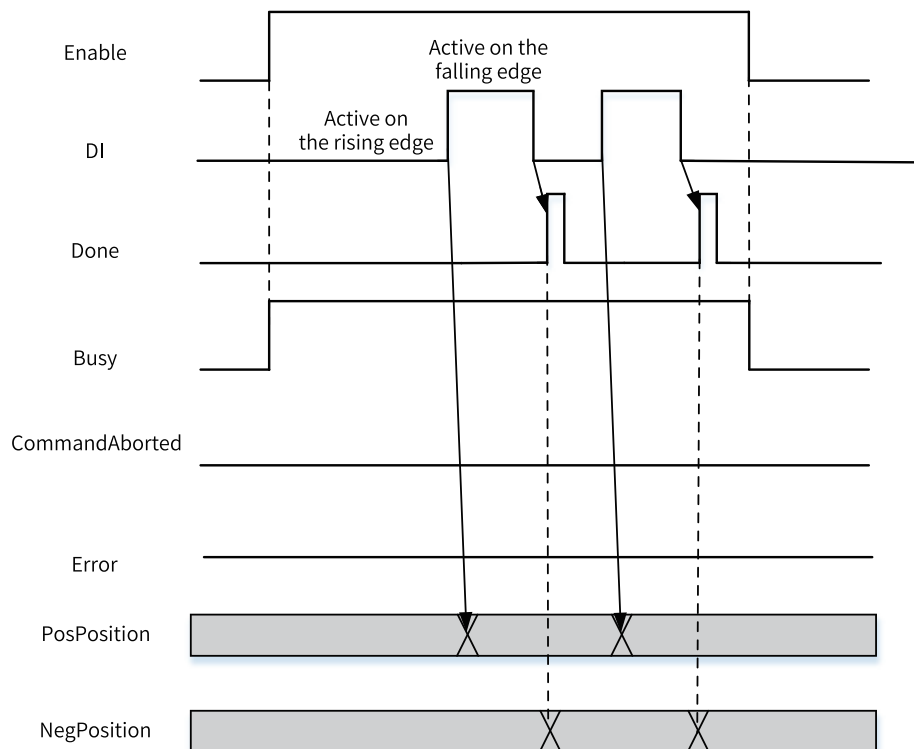 Enable
Active on the
falling edge
Active on
the rising edge
DI
Done
Busy
CommandAborted
Error
PosPosition
NegPosition